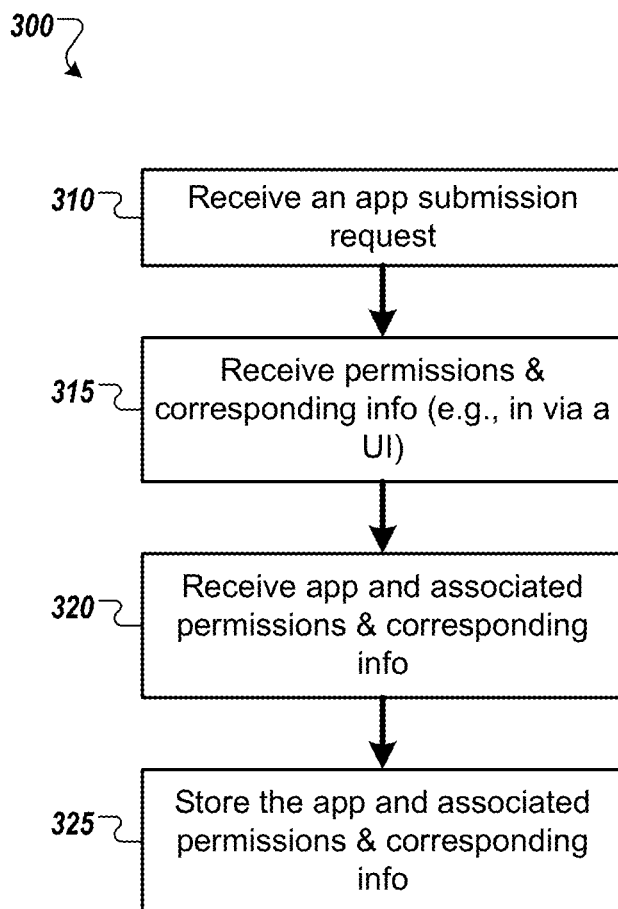 300
310
Receive an app submission
request
315
Receive permissions &
corresponding info (e.g., in via a
UI)
320
Receive app and associated
permissions & corresponding
info
325
Store the app and associated
permissions & corresponding
info